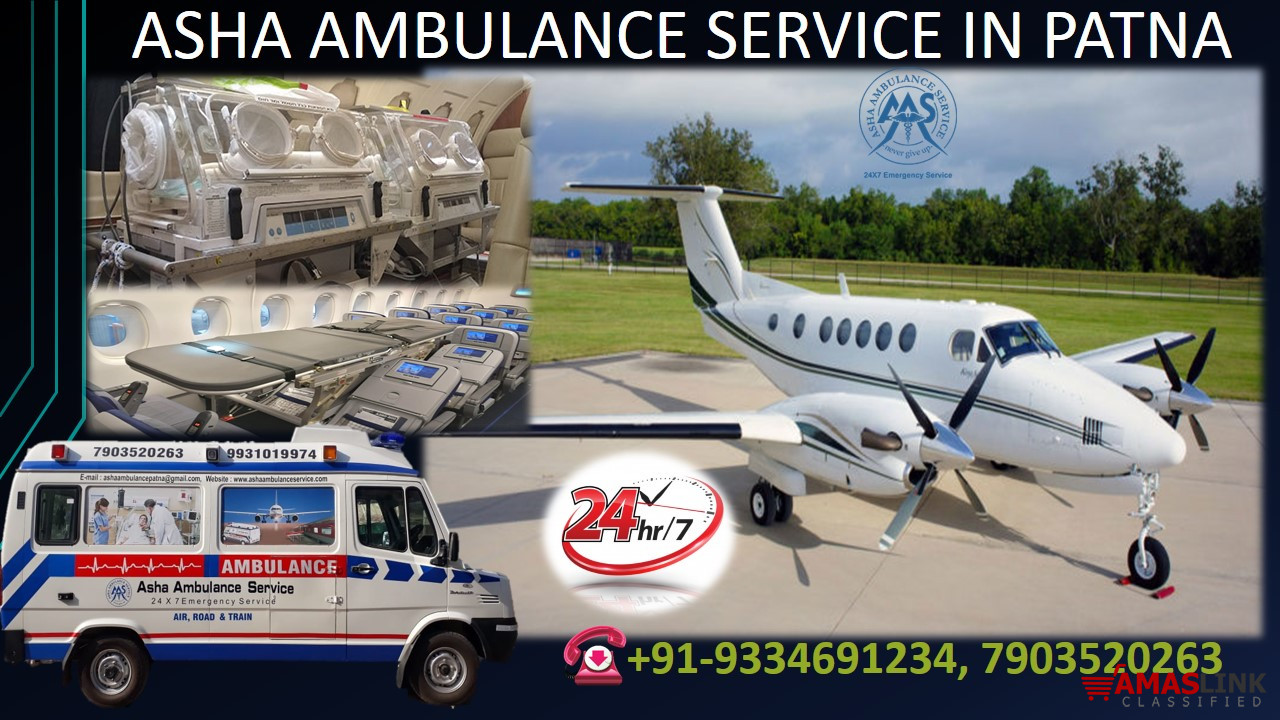 ASHA AMBULANCE SERVICE IN PATNA
ASHA AMBULANCE SERVICE
AAS
never give up
24X7 Emergency Service
7903520263 9931019974
E-mail : ashaambulancepatna@gmail.com, Website : www.ashaambulanceservice.com
AMBULANCE
AAS
Asha Ambulance Service
24 X 7 Emergency Service
AIR, ROAD & TRAIN
24hr/7
+91-9334691234, 7903520263
AMASLINK
CLASSIFIED